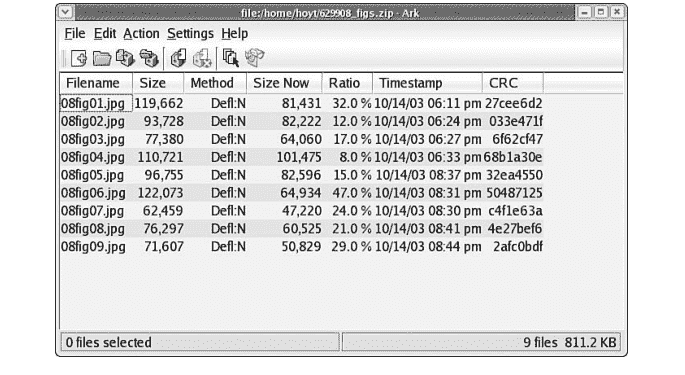 file:/home/hoyt/629908_figs.zip - Ark
File Edit Action Settings Help
Filename Size Method Size Now Ratio Timestamp CRC
08fig01.jpg 119,662 Defl:N 81,431 32.0 % 10/14/03 06:11 pm 27cee6d2
08fig02.jpg 93,728 Defl:N 82,222 12.0 % 10/14/03 06:24 pm 033e471f
08fig03.jpg 77,380 Defl:N 64,060 17.0 % 10/14/03 06:27 pm 6f62cf47
08fig04.jpg 110,721 Defl:N 101,475 8.0 % 10/14/03 06:33 pm 68b1a30e
08fig05.jpg 96,755 Defl:N 82,596 15.0 % 10/14/03 08:37 pm 32ea4550
08fig06.jpg 122,073 Defl:N 64,934 47.0 % 10/14/03 08:31 pm 50487125
08fig07.jpg 62,459 Defl:N 47,220 24.0 % 10/14/03 08:30 pm c4f1e63a
08fig08.jpg 76,297 Defl:N 60,525 21.0 % 10/14/03 08:41 pm 4e27bef6
08fig09.jpg 71,607 Defl:N 50,829 29.0 % 10/14/03 08:44 pm 2afc0bdf
0 files selected 9 files 811.2 KB